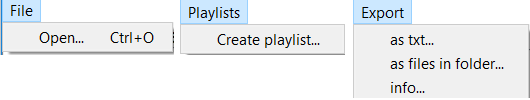 File
Open... Ctrl+O
Playlists
Create playlist...
Export
as txt...
as files in folder...
info...